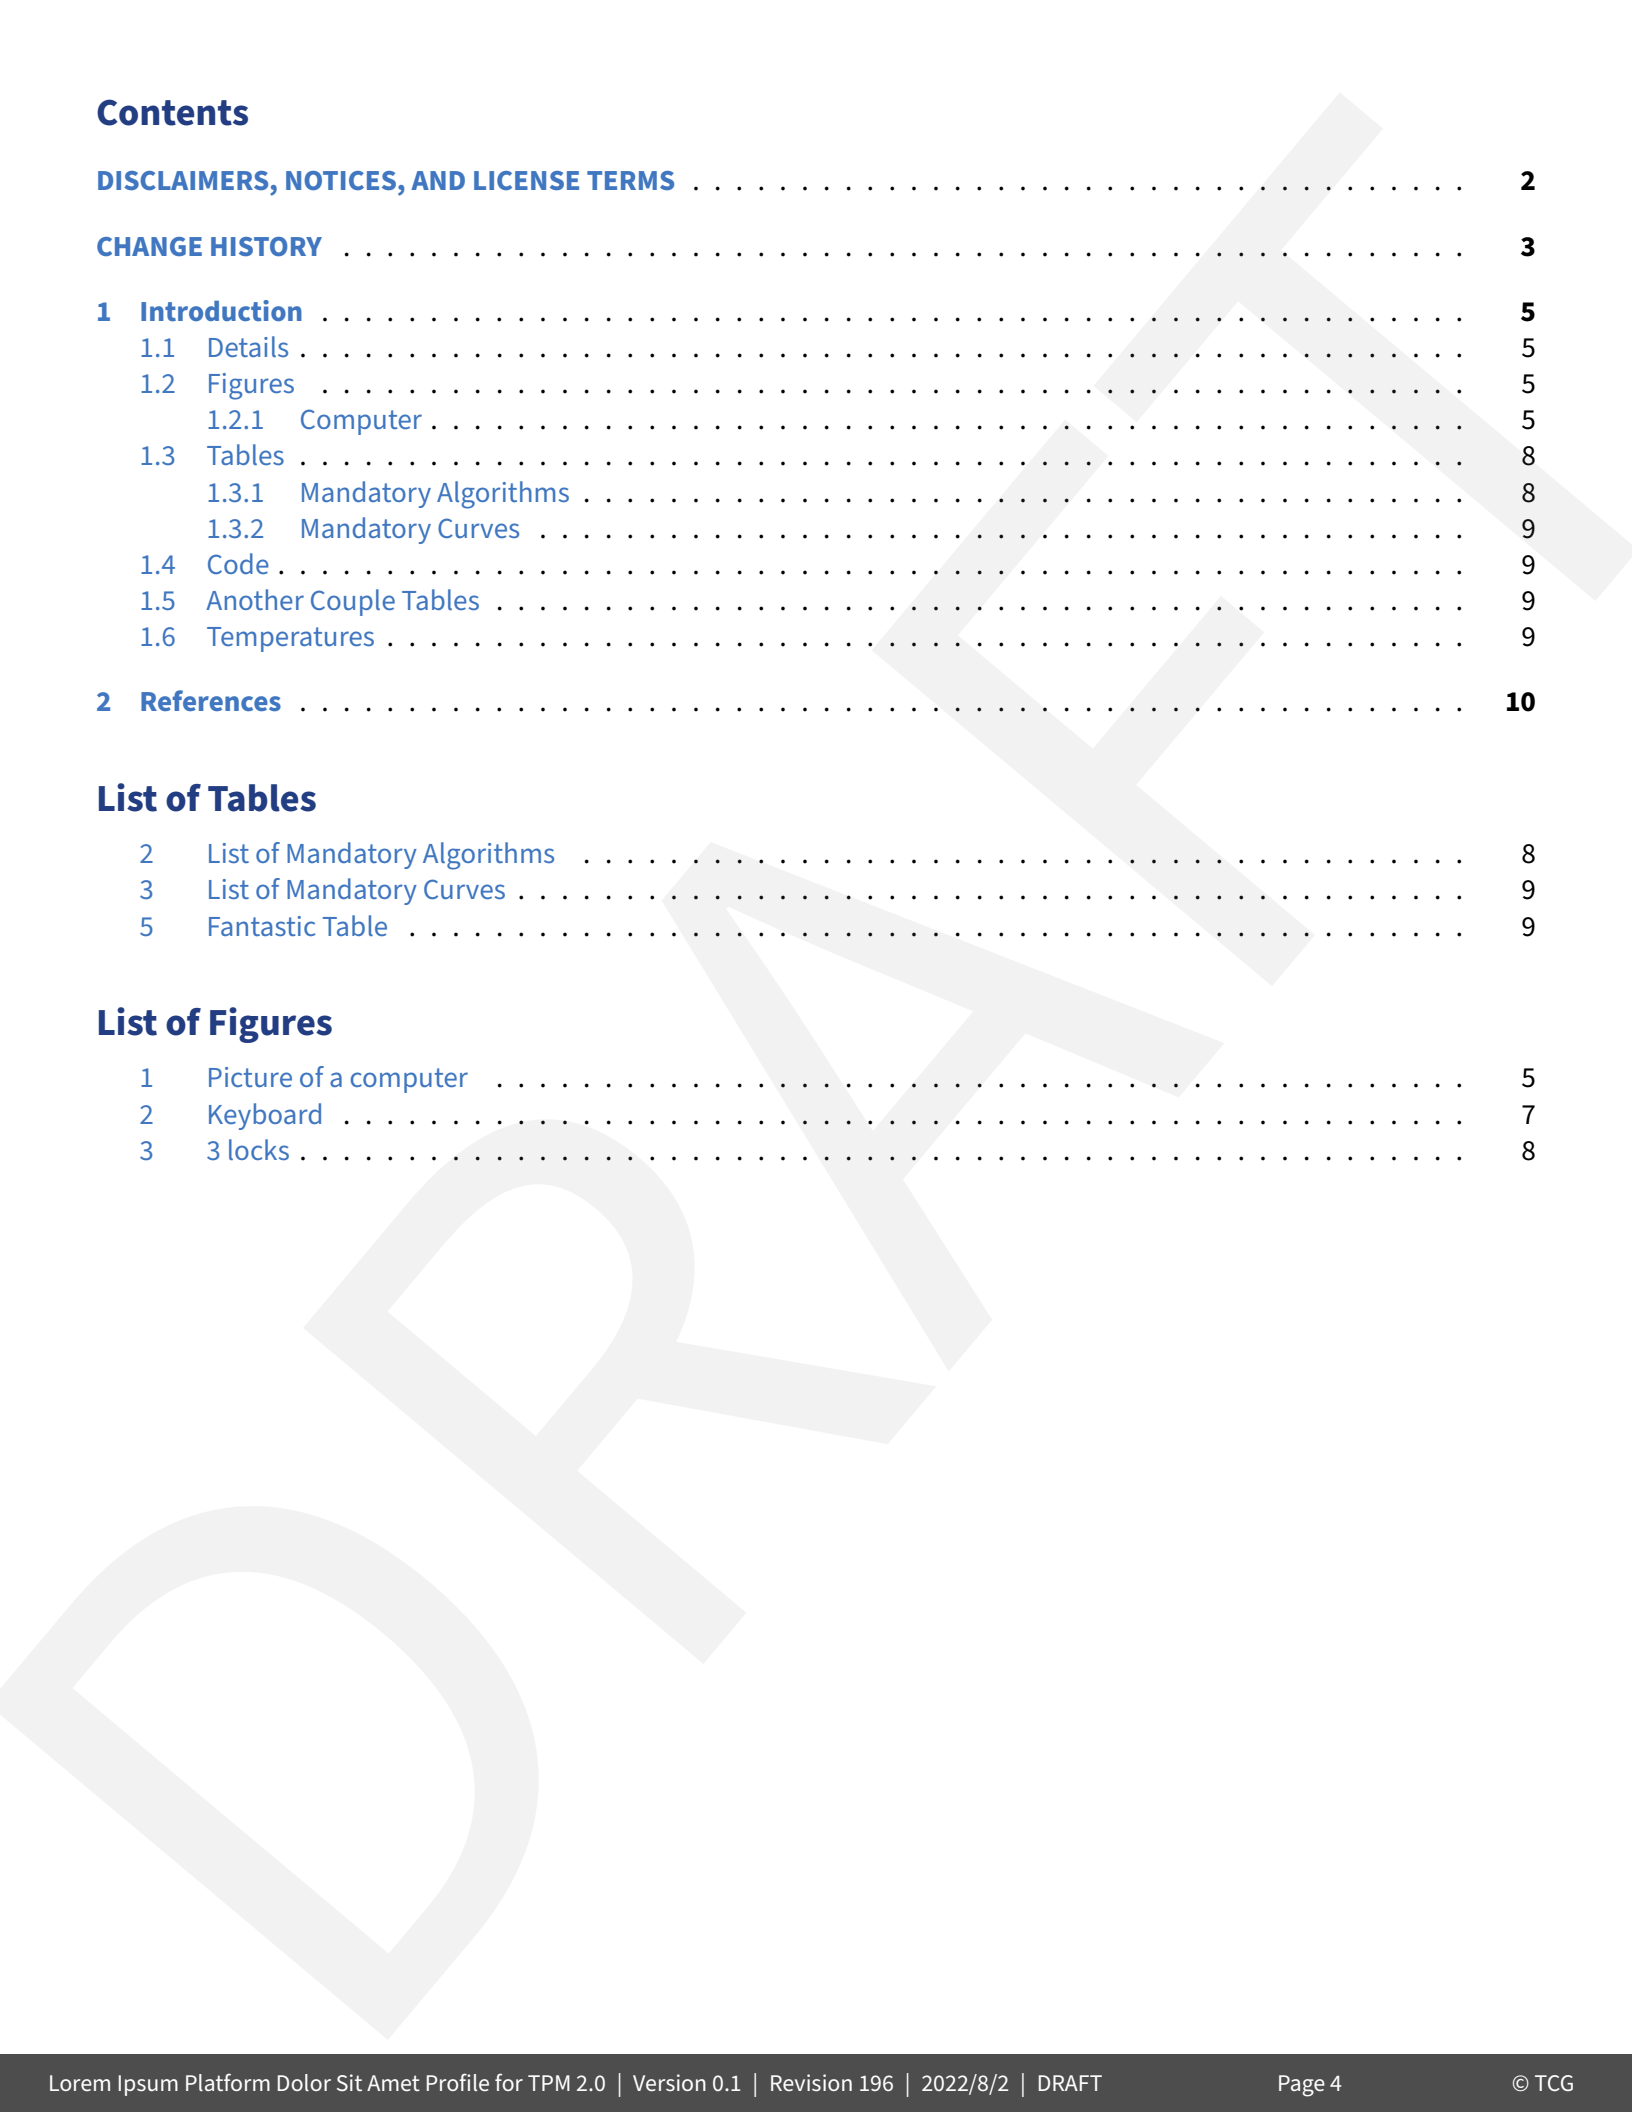 Contents
DISCLAIMERS, NOTICES, AND LICENSE TERMS . . . . . . . . . . . . . . . . . . . . . . . . . . . . . . . . . . . . 2
CHANGE HISTORY . . . . . . . . . . . . . . . . . . . . . . . . . . . . . . . . . . . . . . . . . . . . . . . . . . . . 3
1 Introduction . . . . . . . . . . . . . . . . . . . . . . . . . . . . . . . . . . . . . . . . . . . . . . . . . . . . . 5
1.1 Details . . . . . . . . . . . . . . . . . . . . . . . . . . . . . . . . . . . . . . . . . . . . . . . . . . . . . . 5
1.2 Figures . . . . . . . . . . . . . . . . . . . . . . . . . . . . . . . . . . . . . . . . . . . . . . . . . . . . . 5
1.2.1 Computer . . . . . . . . . . . . . . . . . . . . . . . . . . . . . . . . . . . . . . . . . . . . . . . . 5
1.3 Tables . . . . . . . . . . . . . . . . . . . . . . . . . . . . . . . . . . . . . . . . . . . . . . . . . . . . . . 8
1.3.1 Mandatory Algorithms . . . . . . . . . . . . . . . . . . . . . . . . . . . . . . . . . . . . . . . . . 8
1.3.2 Mandatory Curves . . . . . . . . . . . . . . . . . . . . . . . . . . . . . . . . . . . . . . . . . . . 9
1.4 Code . . . . . . . . . . . . . . . . . . . . . . . . . . . . . . . . . . . . . . . . . . . . . . . . . . . . . . . 9
1.5 Another Couple Tables . . . . . . . . . . . . . . . . . . . . . . . . . . . . . . . . . . . . . . . . . . . . . 9
1.6 Temperatures . . . . . . . . . . . . . . . . . . . . . . . . . . . . . . . . . . . . . . . . . . . . . . . . . . 9
2 References . . . . . . . . . . . . . . . . . . . . . . . . . . . . . . . . . . . . . . . . . . . . . . . . . . . . . . 10
List of Tables
2 List of Mandatory Algorithms . . . . . . . . . . . . . . . . . . . . . . . . . . . . . . . . . . . . . . . . . 8
3 List of Mandatory Curves . . . . . . . . . . . . . . . . . . . . . . . . . . . . . . . . . . . . . . . . . . . . 9
5 Fantastic Table . . . . . . . . . . . . . . . . . . . . . . . . . . . . . . . . . . . . . . . . . . . . . . . . . 9
List of Figures
1 Picture of a computer . . . . . . . . . . . . . . . . . . . . . . . . . . . . . . . . . . . . . . . . . . . . . 5
2 Keyboard . . . . . . . . . . . . . . . . . . . . . . . . . . . . . . . . . . . . . . . . . . . . . . . . . . . . 7
3 3 locks . . . . . . . . . . . . . . . . . . . . . . . . . . . . . . . . . . . . . . . . . . . . . . . . . . . . . . 8
DRAFT
Lorem Ipsum Platform Dolor Sit Amet Profile for TPM 2.0 | Version 0.1 | Revision 196 | 2022/8/2 | DRAFT Page 4 © TCG